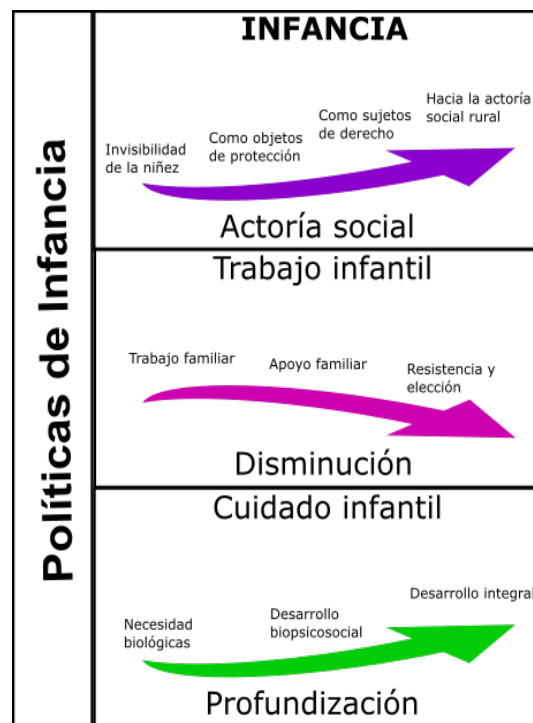 Políticas de Infancia
INFANCIA
Invisibilidad
de la niñez
Como objetos
de protección
Como sujetos
de derecho
Hacia la actoría
social rural
Actoría social
Trabajo infantil
Trabajo familiar
Apoyo familiar
Resistencia y
elección
Disminución
Cuidado infantil
Necesidad
biológicas
Desarrollo
biopsicosocial
Desarrollo integral
Profundización